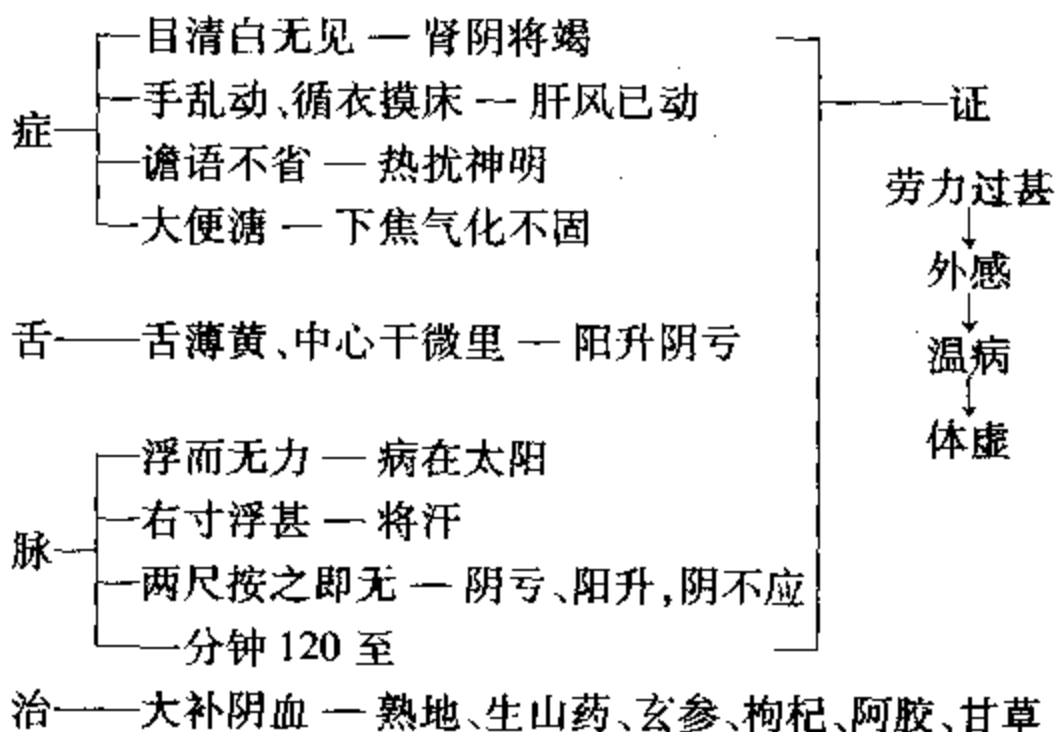 症
目清白无见 — 肾阴将竭
手乱动、循衣摸床 — 肝风已动
谵语不省 — 热扰神明
大便溏 — 下焦气化不固
舌
舌薄黄、中心干微里 — 阳升阴亏
脉
浮而无力 — 病在太阳
右寸浮甚 — 将汗
两尺按之即无 — 阴亏、阳升,阴不应
一分钟 120 至
证
劳力过甚
外感
温病
体虚
治 — 大补阴血 — 熟地、生山药、玄参、枸杞、阿胶、甘草